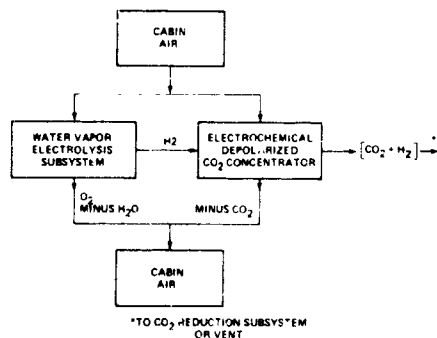 CABIN
AIR
WATER VAPOR
ELECTROLYSIS
SUBSYSTEM
H2
ELECTROCHEMICAL
DEPOLARIZED
CO2 CONCENTRATOR
[CO2 + H2] *
O2
MINUS H2O
MINUS CO2
CABIN
AIR
*TO CO2 REDUCTION SUBSYSTEM
OR VENT